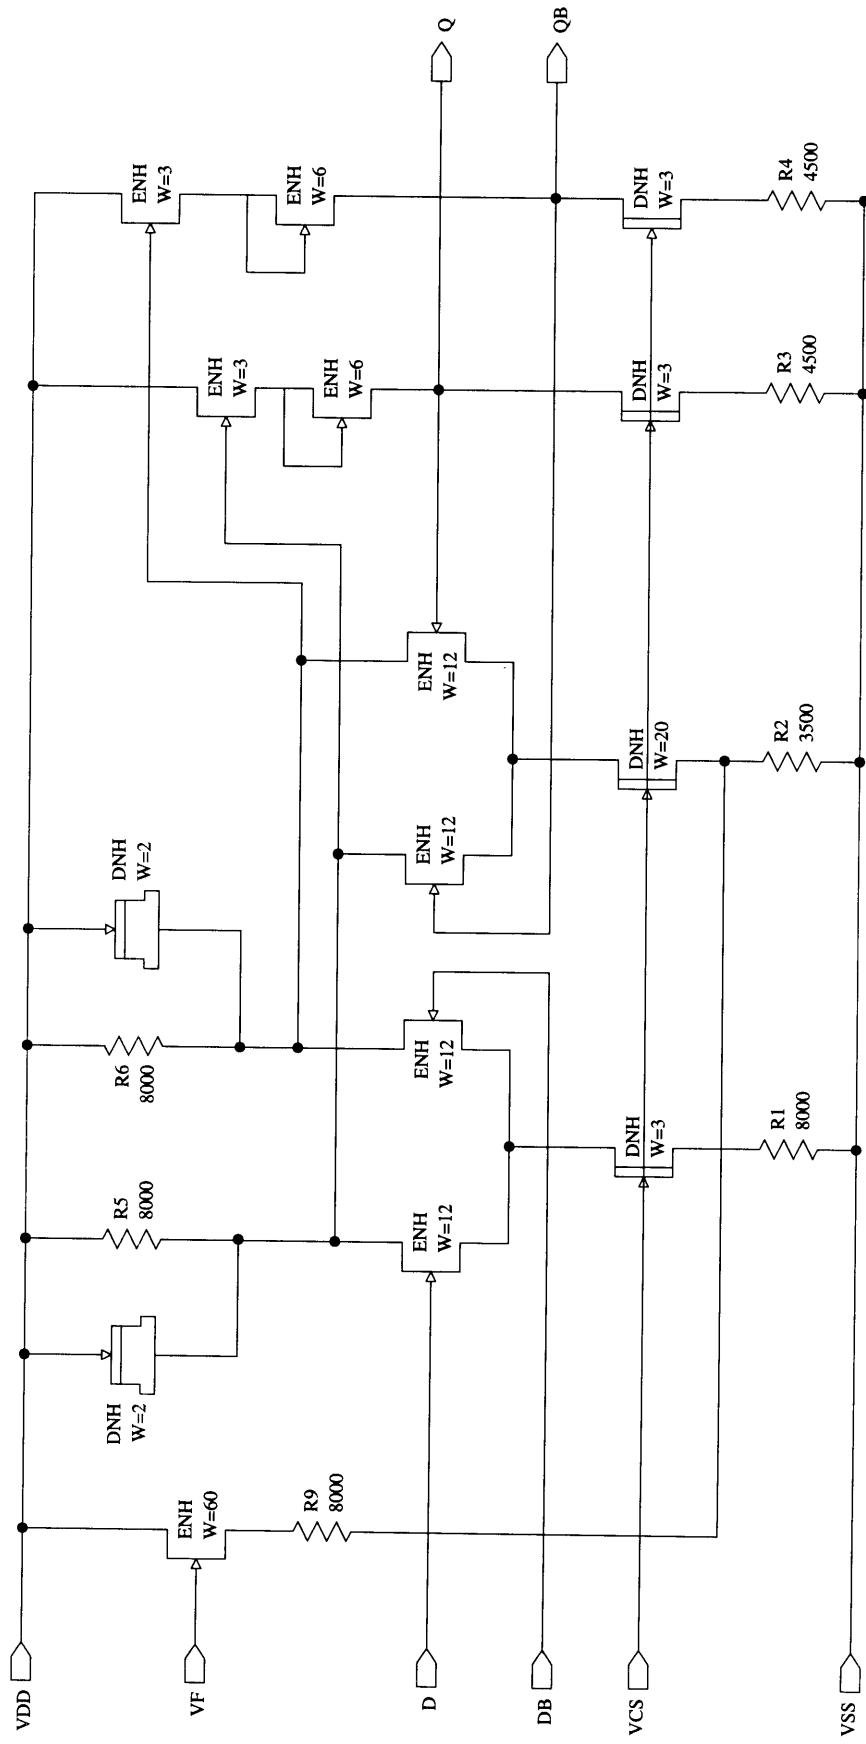 VDD
VF
D
DB
VCS
VSS
ENH
W=60
R9
8000
DNH
W=2
R5
8000
R6
8000
DNH
W=2
ENH
W=12
ENH
W=12
DNH
W=3
R1
8000
ENH
W=12
ENH
W=12
DNH
W=20
R2
3500
ENH
W=3
ENH
W=6
DNH
W=3
R3
4500
ENH
W=3
ENH
W=6
DNH
W=3
R4
4500
Q
QB